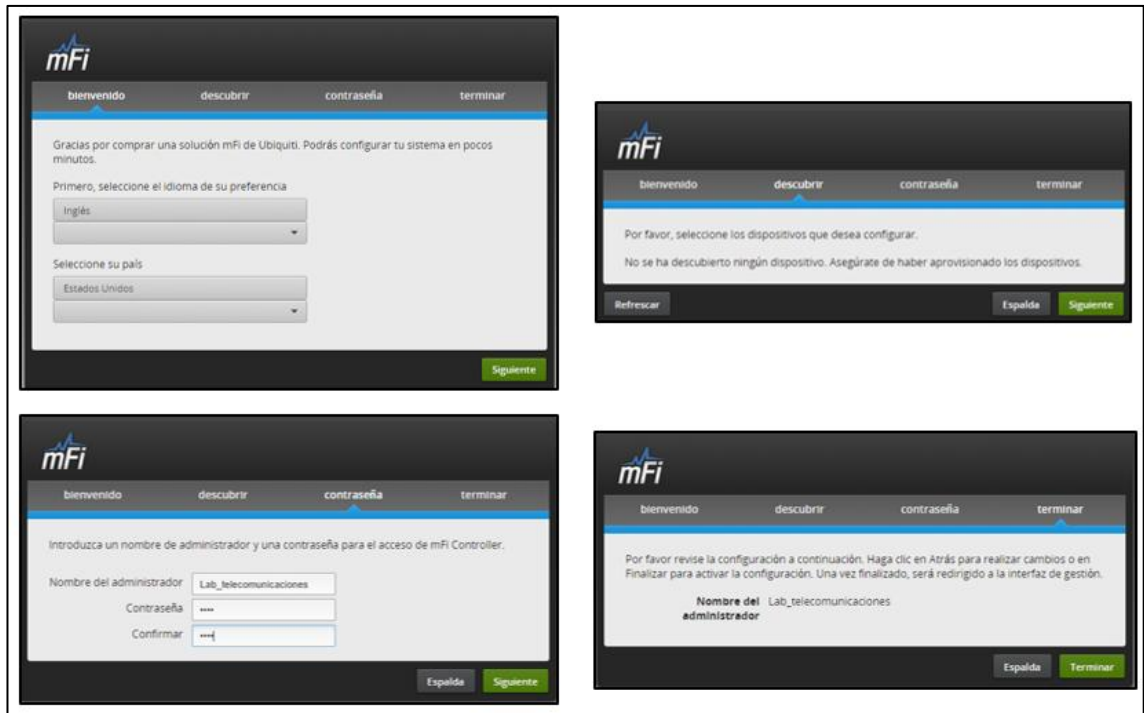 mFi
bienvenido descubrir contraseña terminar
Gracias por comprar una solución mFi de Ubiquiti. Podrás configurar tu sistema en pocos
minutos.
Primero, seleccione el idioma de su preferencia
Inglés
Seleccione su país
Estados Unidos
Siguiente
mFi
bienvenido descubrir contraseña terminar
Por favor, seleccione los dispositivos que desea configurar.
No se ha descubierto ningún dispositivo. Asegúrate de haber aprovisionado los dispositivos.
Refrescar Espalda Siguiente
mFi
bienvenido descubrir contraseña terminar
Introduzca un nombre de administrador y una contraseña para el acceso de mFi Controller.
Nombre del administrador Lab_telecomunicaciones
Contraseña ••••
Confirmar ••••
Espalda Siguiente
mFi
bienvenido descubrir contraseña terminar
Por favor revise la configuración a continuación. Haga clic en Atrás para realizar cambios o en
Finalizar para activar la configuración. Una vez finalizado, será redirigido a la interfaz de gestión.
Nombre del Lab_telecomunicaciones
administrador
Espalda Terminar